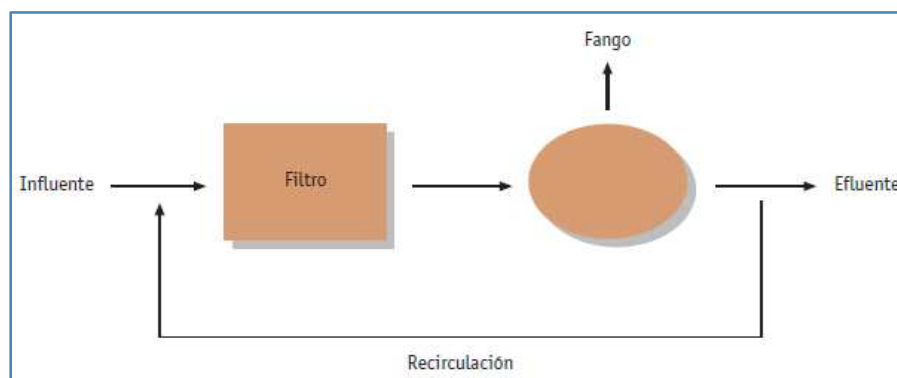 Fango
Influente
Filtro
Efluente
Recirculación